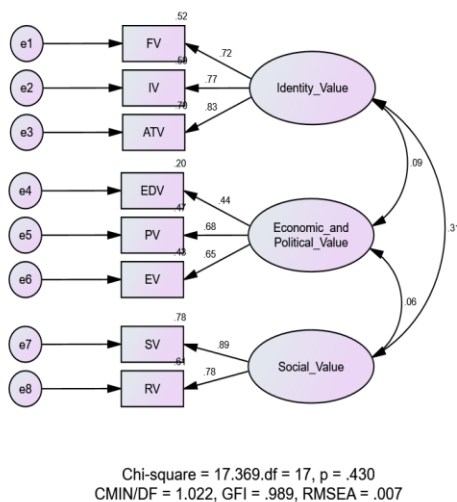 .52
e1 FV .72
.59
e2 IV .77 Identity_Value
e3 ATV .83
.09
.20
e4 EDV .44
.47
e5 PV .68 Economic_and
Political_Value
.31
.43
e6 EV .65
.06
.78
e7 SV .89
.61
e8 RV .78 Social_Value
Chi-square = 17.369.df = 17, p = .430
CMIN/DF = 1.022, GFI = .989, RMSEA = .007